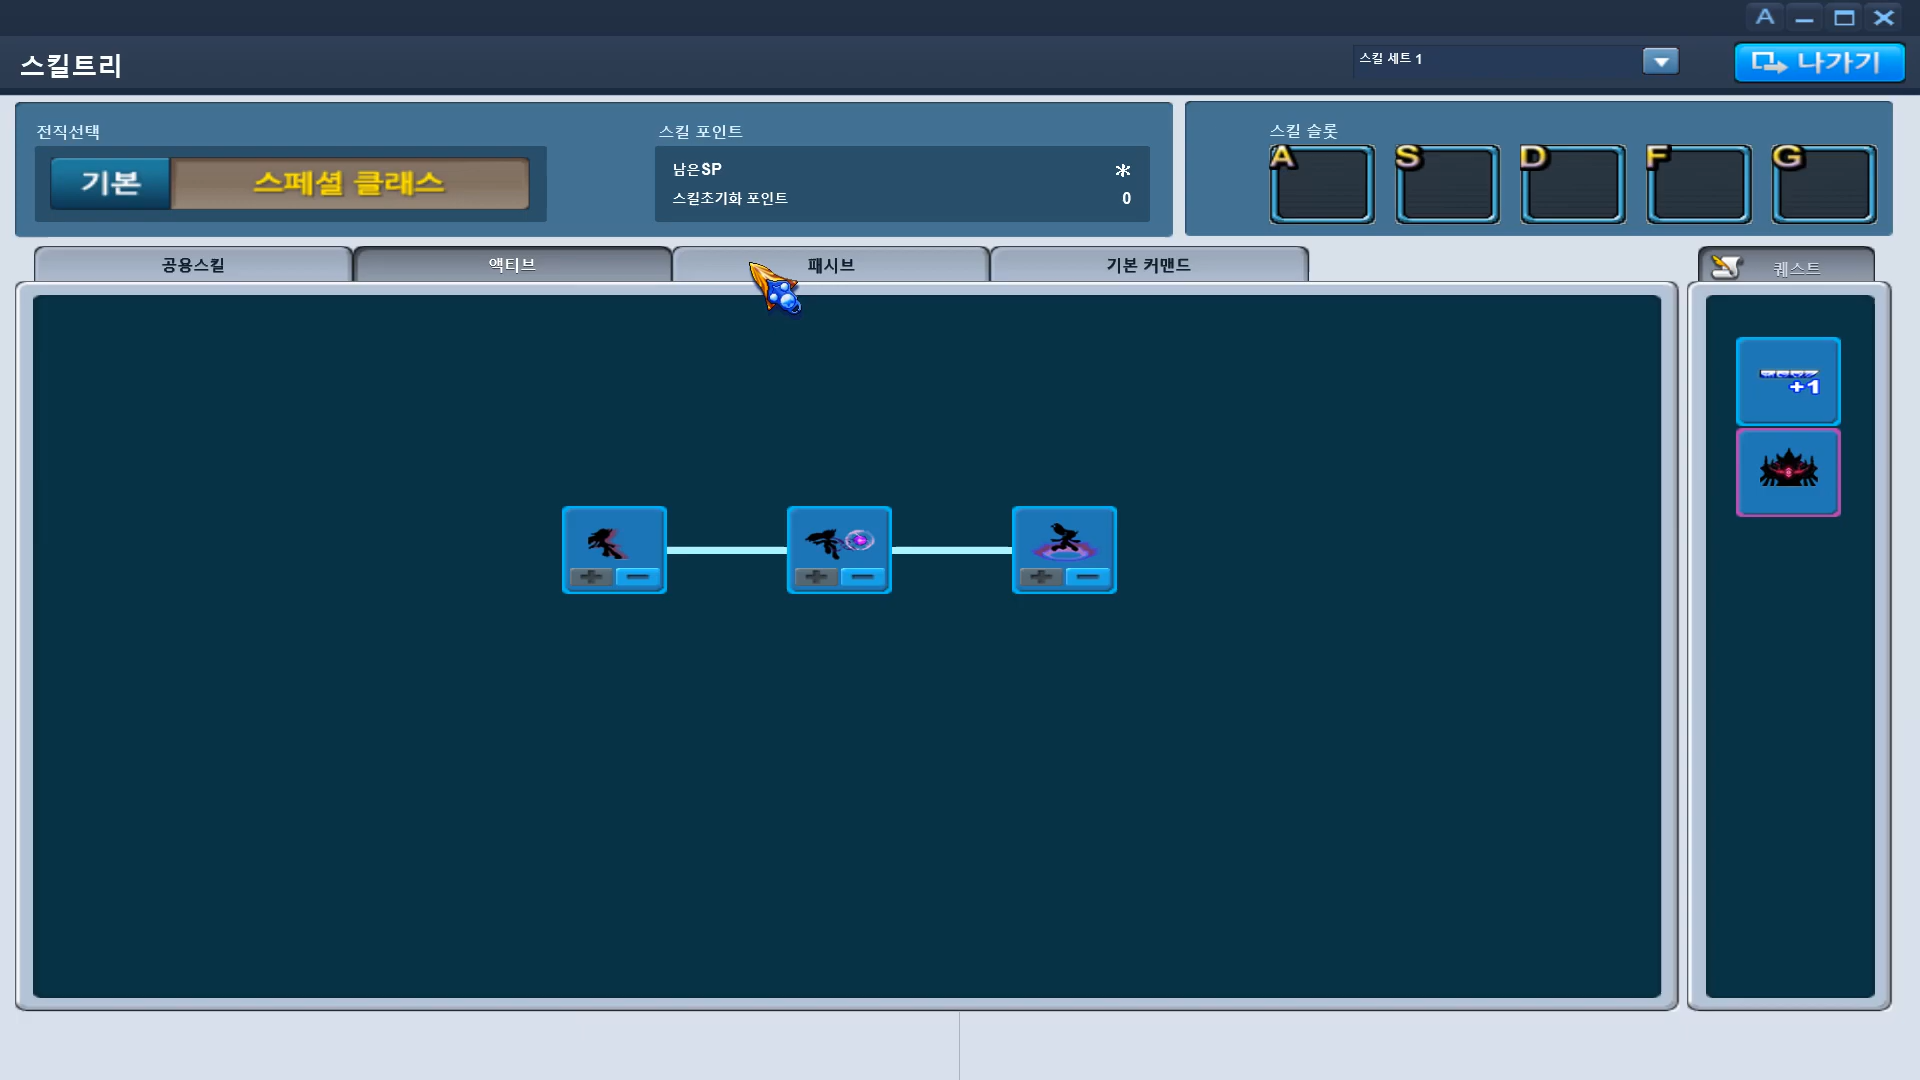 A
스킬트리
스킬 세트 1
나가기
전직선택
기본
스페셜 클래스
스킬 포인트
남은SP
*
스킬초기화 포인트
0
스킬 슬롯
A
S
D
F
G
공용스킬
액티브
패시브
기본 커맨드
퀘스트
+1